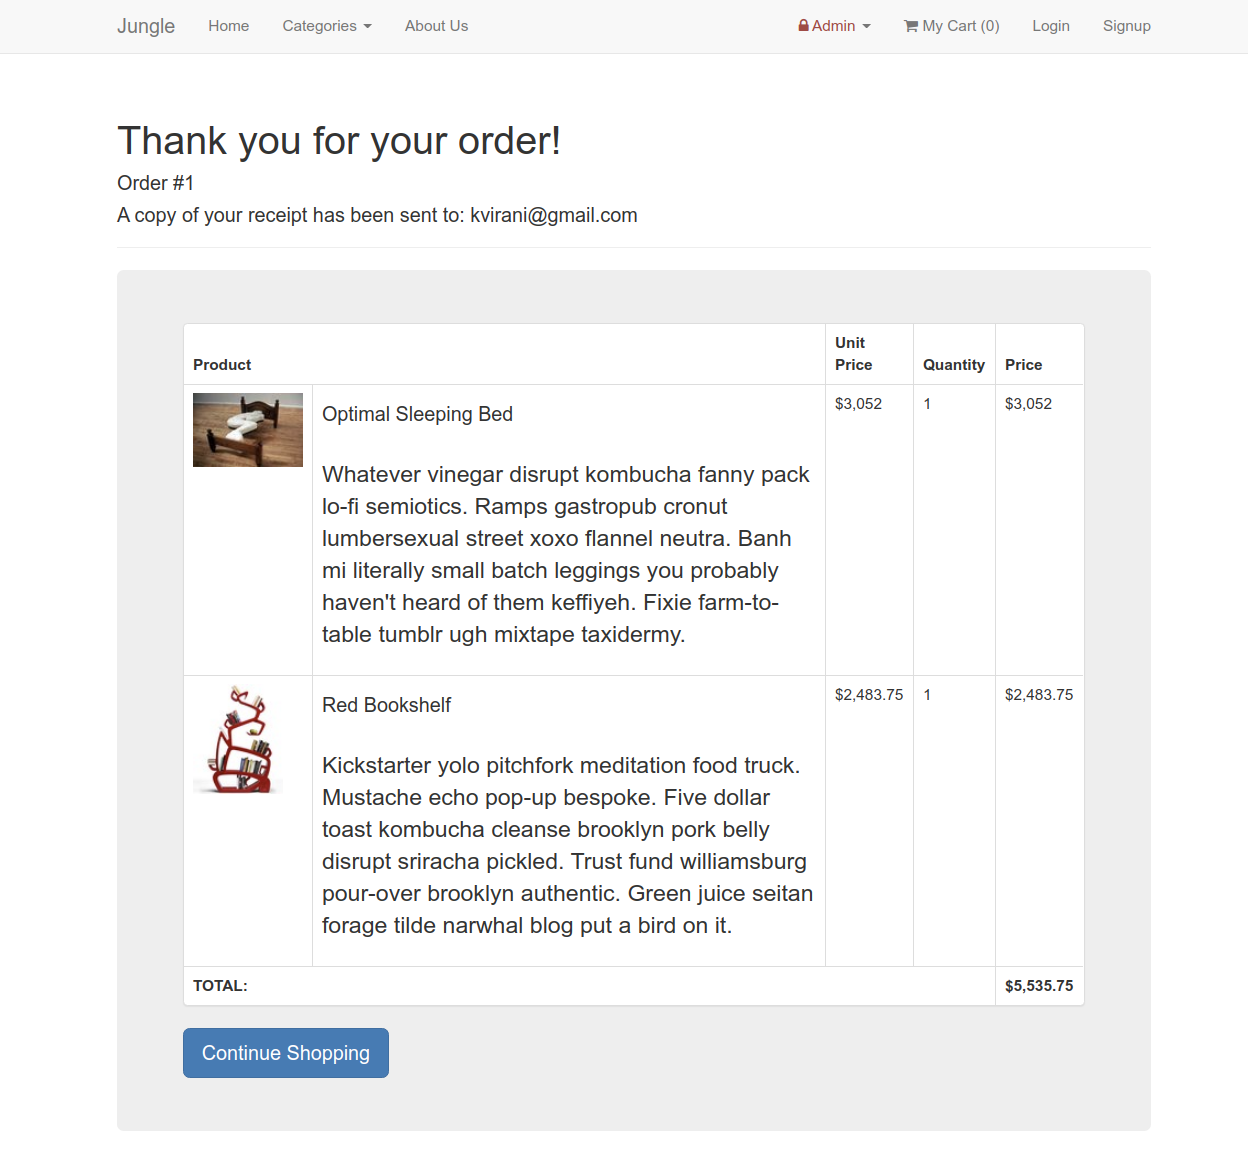 Jungle Home Categories About Us Admin My Cart (0) Login Signup
Thank you for your order!
Order #1
A copy of your receipt has been sent to: kvirani@gmail.com
Product Unit Price Quantity Price
Optimal Sleeping Bed $3,052 1 $3,052
Whatever vinegar disrupt kombucha fanny pack
lo-fi semiotics. Ramps gastropub cronut
lumbersexual street xoxo flannel neutra. Banh
mi literally small batch leggings you probably
haven't heard of them keffiyeh. Fixie farm-to-
table tumblr ugh mixtape taxidermy.
Red Bookshelf $2,483.75 1 $2,483.75
Kickstarter yolo pitchfork meditation food truck.
Mustache echo pop-up bespoke. Five dollar
toast kombucha cleanse brooklyn pork belly
disrupt sriracha pickled. Trust fund williamsburg
pour-over brooklyn authentic. Green juice seitan
forage tilde narwhal blog put a bird on it.
TOTAL: $5,535.75
Continue Shopping